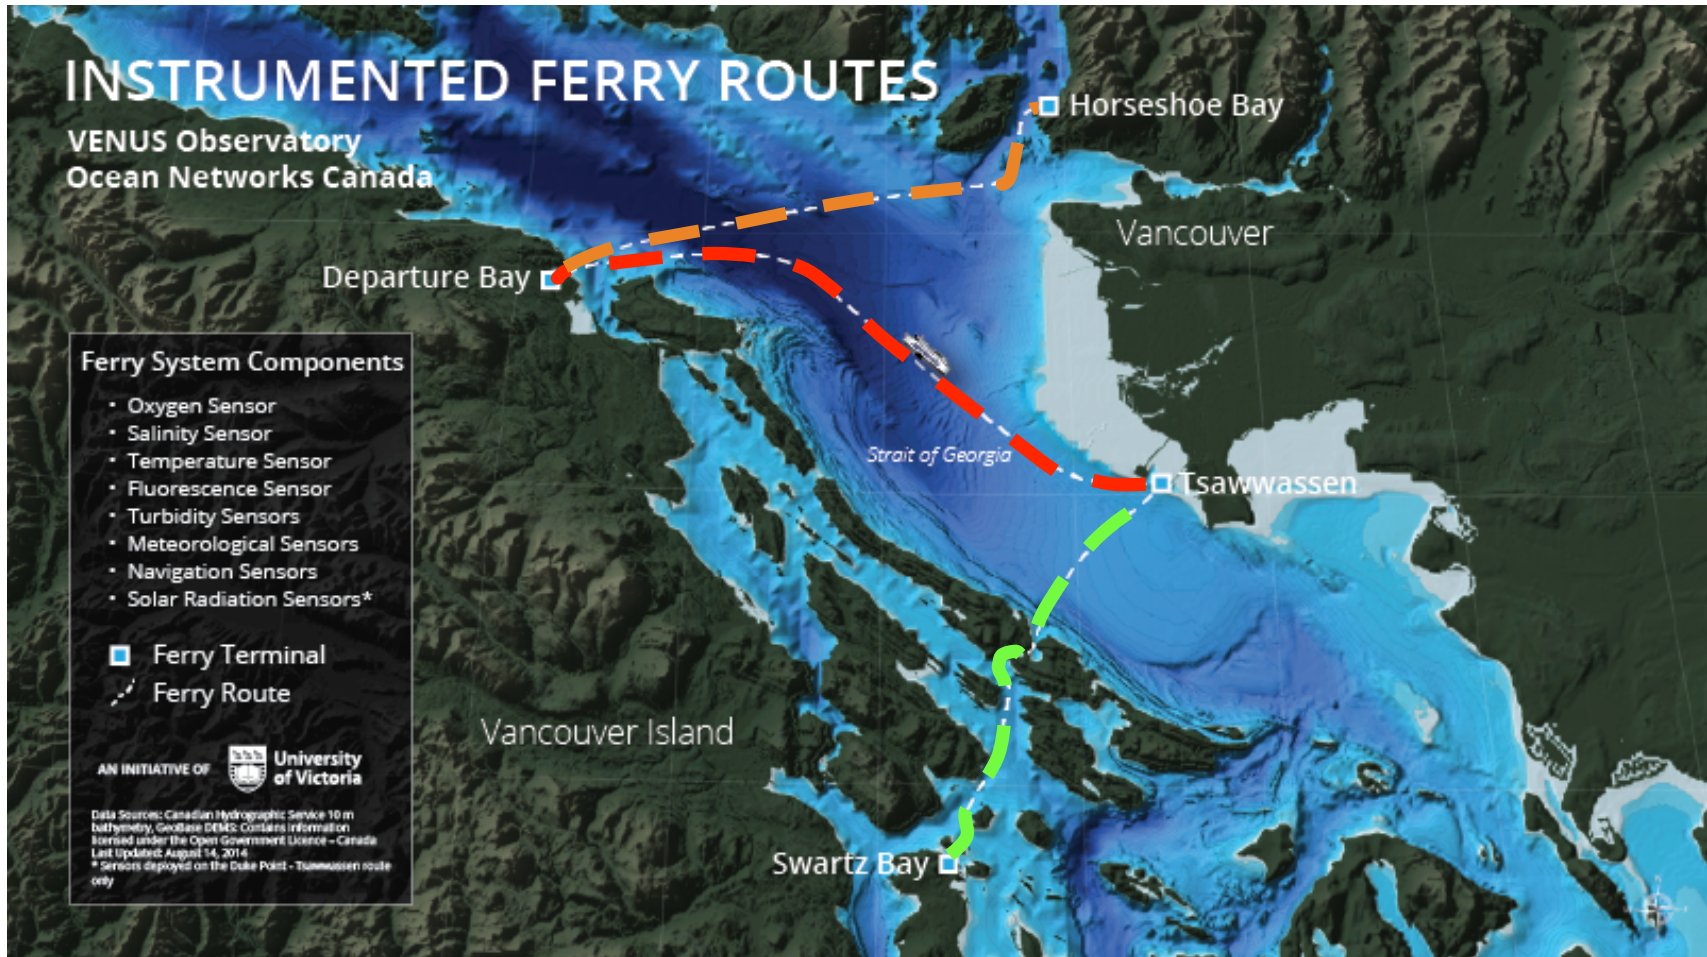 INSTRUMENTED FERRY ROUTES
VENUS Observatory
Ocean Networks Canada
Horseshoe Bay
Vancouver
Departure Bay
Ferry System Components
· Oxygen Sensor
· Salinity Sensor
· Temperature Sensor
· Fluorescence Sensor
· Turbidity Sensors
· Meteorological Sensors
· Navigation Sensors
· Solar Radiation Sensors*
Ferry Terminal
Ferry Route
AN INITIATIVE OF
University
of Victoria
Data Sources: Canadian Hydrographic Service 10 m
bathymetry, GeoBase DEMS: Contains information
licensed under the Open Government Licence – Canada
Last Updated: August 14, 2014
* Sensors deployed on the Duke Point - Tsawwassen route
only
Strait of Georgia
Tsawwassen
Vancouver Island
Swartz Bay